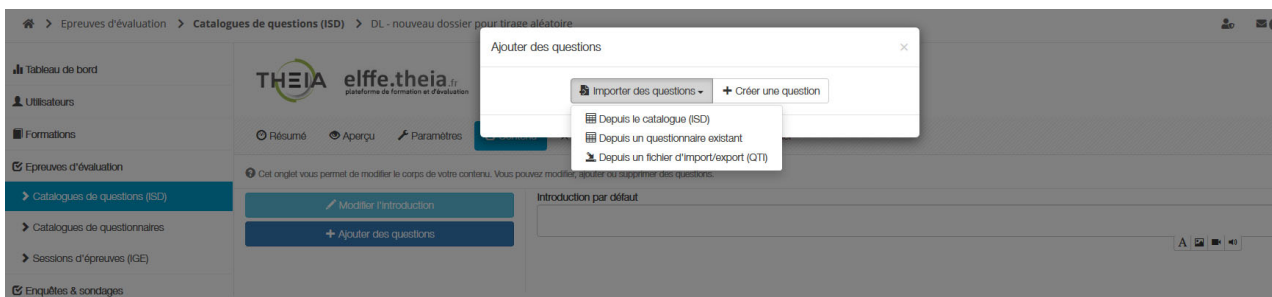 Epreuves d'évaluation > Catalogues de questions (ISD) > DL - nouveau dossier pour tirage aléatoire
Ajouter des questions
×
Tableau de bord
Utilisateurs
Formations
Epreuves d'évaluation
Catalogues de questions (ISD)
Catalogues de questionnaires
Sessions d'épreuves (IGE)
Enquêtes & sondages
THEIA elffe.theia.fr
plateforme de formation et d'évaluation
Importer des questions
+ Créer une question
Depuis le catalogue (ISD)
Depuis un questionnaire existant
Depuis un fichier d'import/export (QTI)
Résumé Aperçu Paramètres
Cet onglet vous permet de modifier le corps de votre contenu. Vous pouvez modifier, ajouter ou supprimer des questions.
Modifier l'introduction
+ Ajouter des questions
Introduction par défaut
A